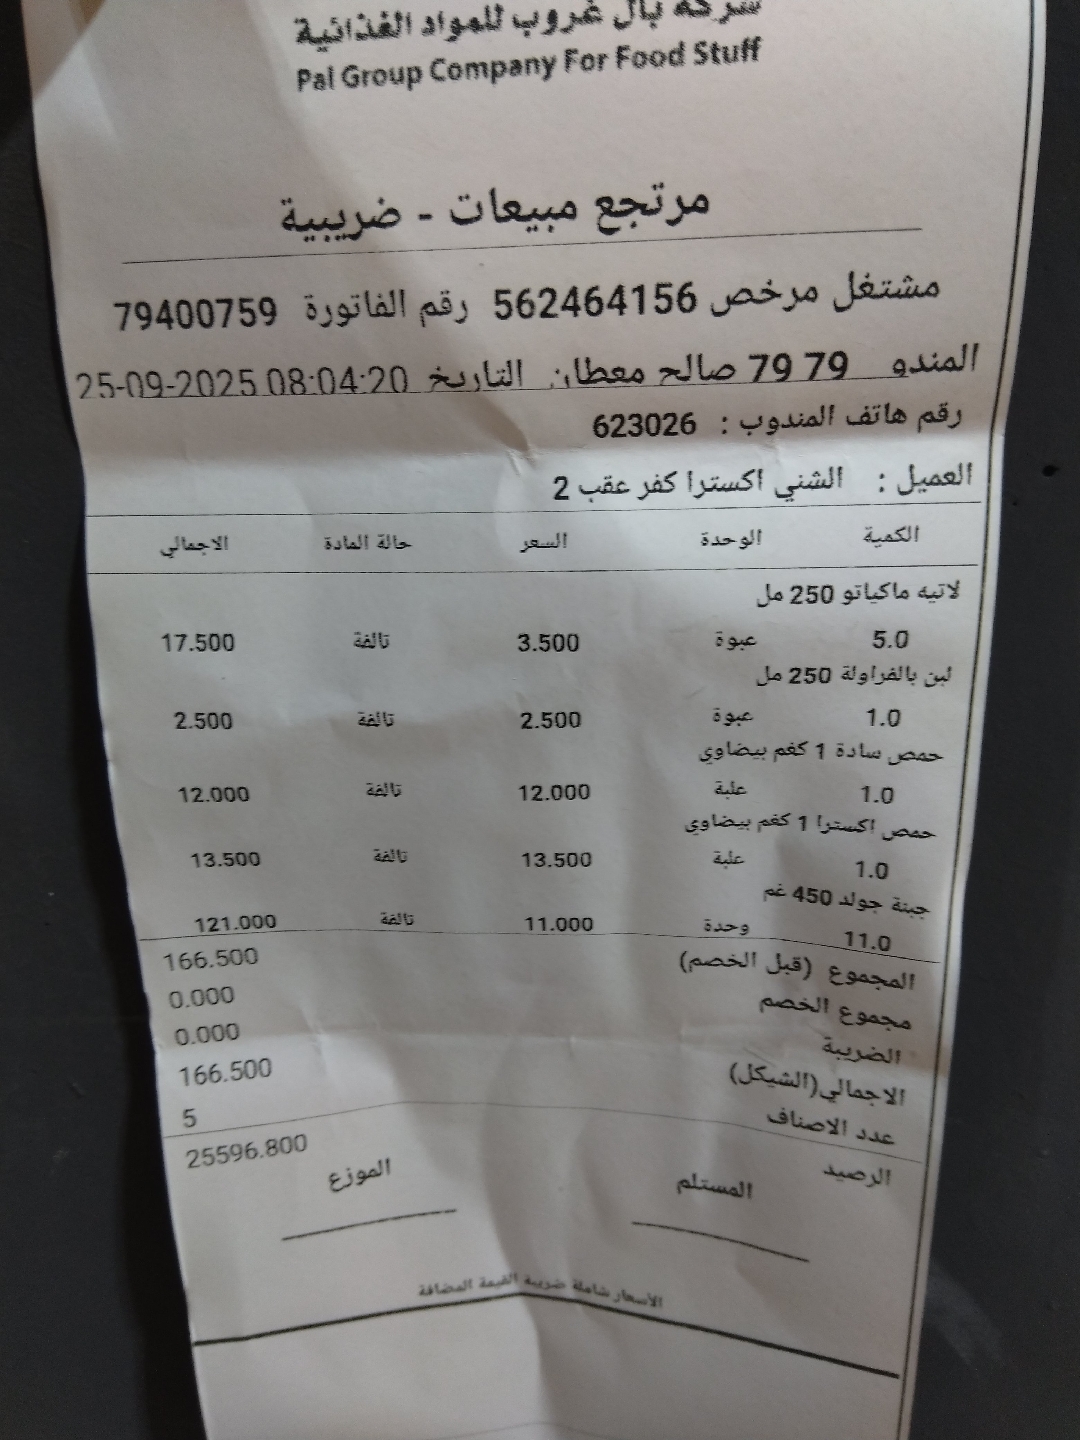 شركة بال غروب للمواد الغذائية
Pal Group Company For Food Stuff
مرتجع مبيعات - ضريبية
مشتغل مرخص 562464156 رقم الفاتورة 79400759
المندو 79 79 صالح معطان التاريخ 25-09-2025 08:04:20
رقم هاتف المندوب : 623026
العميل : الشني اكسترا كفر عقب 2
الكمية الوحدة السعر حالة المادة الاجمالي
لاتيه ماكياتو 250 مل
5.0 عبوة 3.500 تالفة 17.500
لبن بالفراولة 250 مل
1.0 عبوة 2.500 تالفة 2.500
حمص سادة 1 كغم بيضاوي
1.0 علبة 12.000 تالفة 12.000
حمص اكسترا 1 كغم بيضاوي
1.0 علبة 13.500 تالفة 13.500
جبنة جولد 450 غم
11.0 وحدة 11.000 تالفة 121.000
المجموع (قبل الخصم) 166.500
مجموع الخصم 0.000
الضريبة 0.000
الاجمالي(الشيكل) 166.500
عدد الاصناف 5
الرصيد 25596.800
المستلم الموزع
الاسعار شاملة ضريبة القيمة المضافة